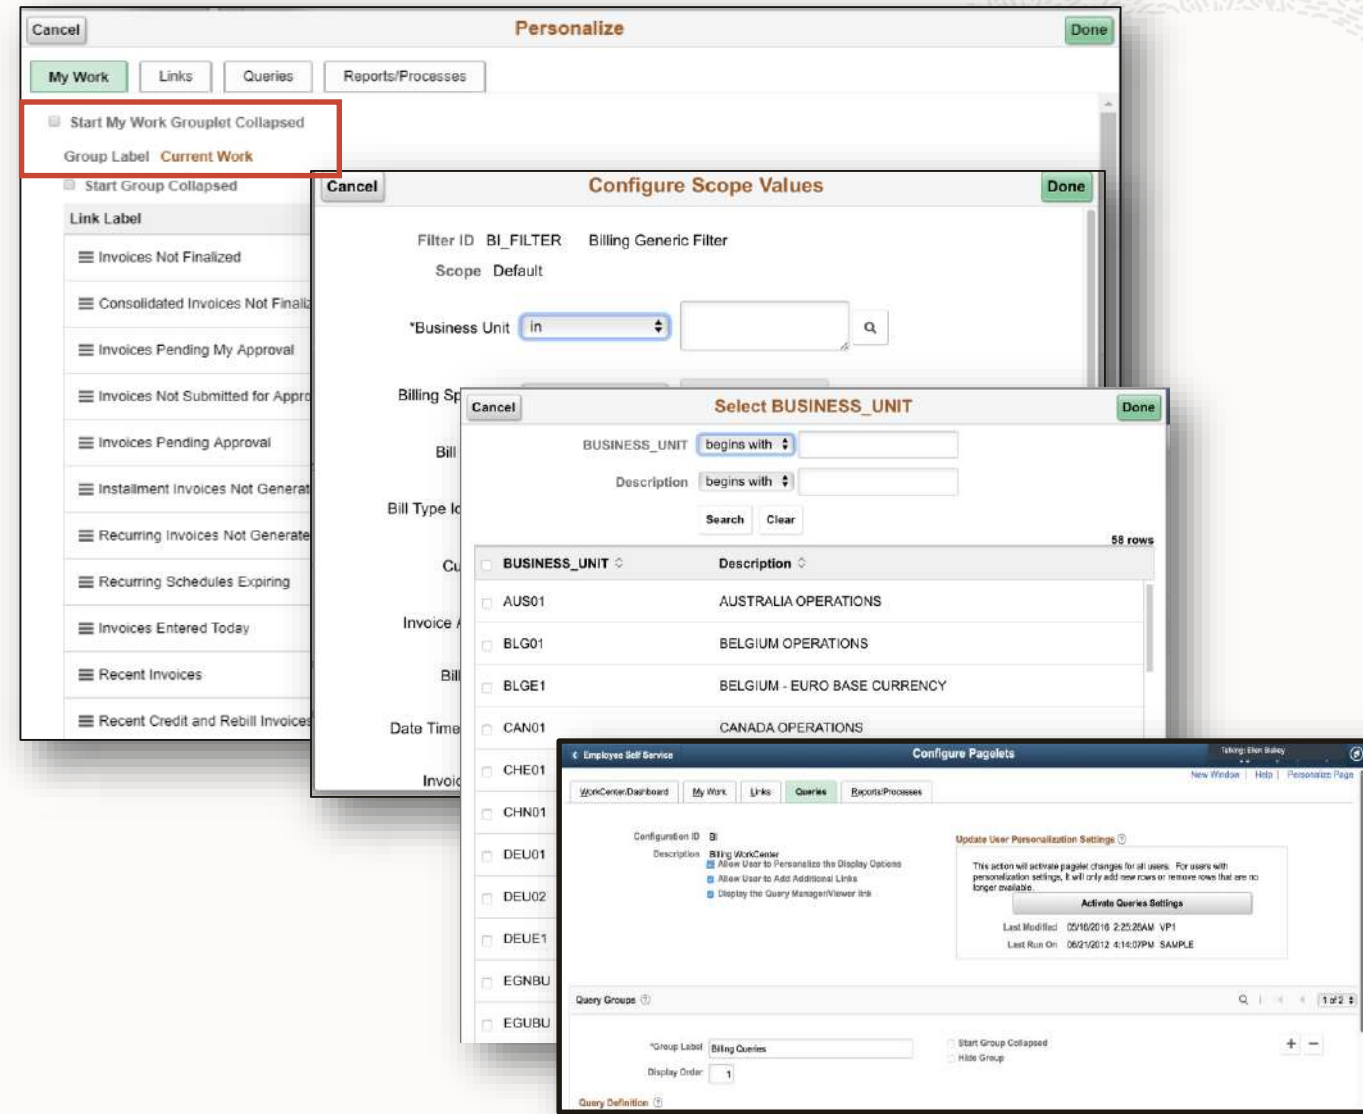 Cancel Personalize Done
My Work Links Queries Reports/Processes
Start My Work Grouplet Collapsed
Group Label Current Work
Start Group Collapsed
Link Label
Invoices Not Finalized
Consolidated Invoices Not Finaliz
Invoices Pending My Approval
Invoices Not Submitted for Appro
Invoices Pending Approval
Installment Invoices Not Generat
Recurring Invoices Not Generate
Recurring Schedules Expiring
Invoices Entered Today
Recent Invoices
Recent Credit and Rebill Invoices
Cancel Configure Scope Values Done
Filter ID BI_FILTER Billing Generic Filter
Scope Default
*Business Unit in
Billing Sp
Bill
Bill Type Id
Cu
Invoice A
Bill
Date Time
Invoic
Cancel Select BUSINESS_UNIT Done
BUSINESS_UNIT begins with
Description begins with
Search Clear
58 rows
BUSINESS_UNIT Description
AUS01 AUSTRALIA OPERATIONS
BLG01 BELGIUM OPERATIONS
BLGE1 BELGIUM - EURO BASE CURRENCY
CAN01 CANADA OPERATIONS
CHE01
CHN01
DEU01
DEU02
DEUE1
EGNBU
EGUBU
Employee Self Service Configure Pagelets Talking: Ellen
New Window | Help | Personalize Page
WorkCenter/Dashboard My Work Links Queries Reports/Processes
Configuration ID BI
Description Billing WorkCenter
Allow User to Personalize the Display Options
Allow User to Add Additional Links
Display the Query Manager/Viewer link
Update User Personalization Settings
This action will activate pagelet changes for all users. For users with
personalization settings, it will only add new rows or remove rows that are no
longer available.
Activate Queries Settings
Last Modified 05/16/2016 2:25:26AM VP1
Last Run On 06/21/2012 4:14:07PM SAMPLE
Query Groups 1 of 2
*Group Label Billing Queries Start Group Collapsed
Hide Group
Display Order 1
Query Definition